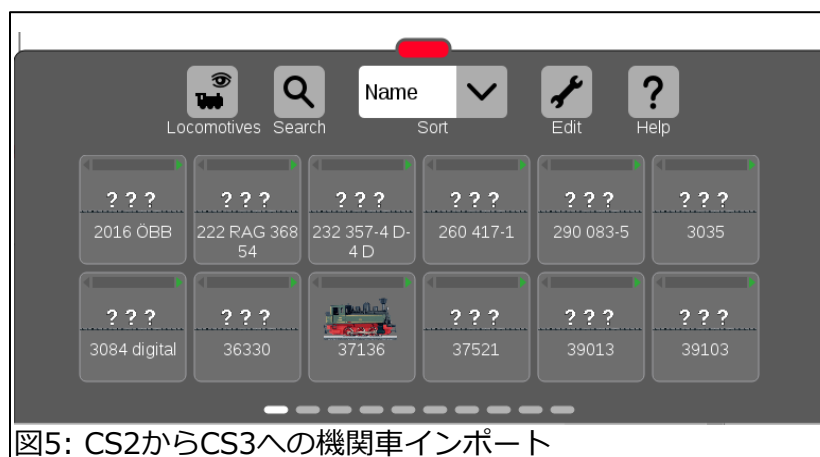 Name
Locomotives Search Sort Edit Help
? ? ? ? ? ? ? ? ? ? ? ? ? ? ? ? ? ?
2016 ÖBB 222 RAG 368 232 357-4 D- 260 417-1 290 083-5 3035
54 4 D
? ? ? ? ? ? ? ? ? ? ? ? ? ? ?
3084 digital 36330 37136 37521 39013 39103
図5: CS2からCS3への機関車インポート